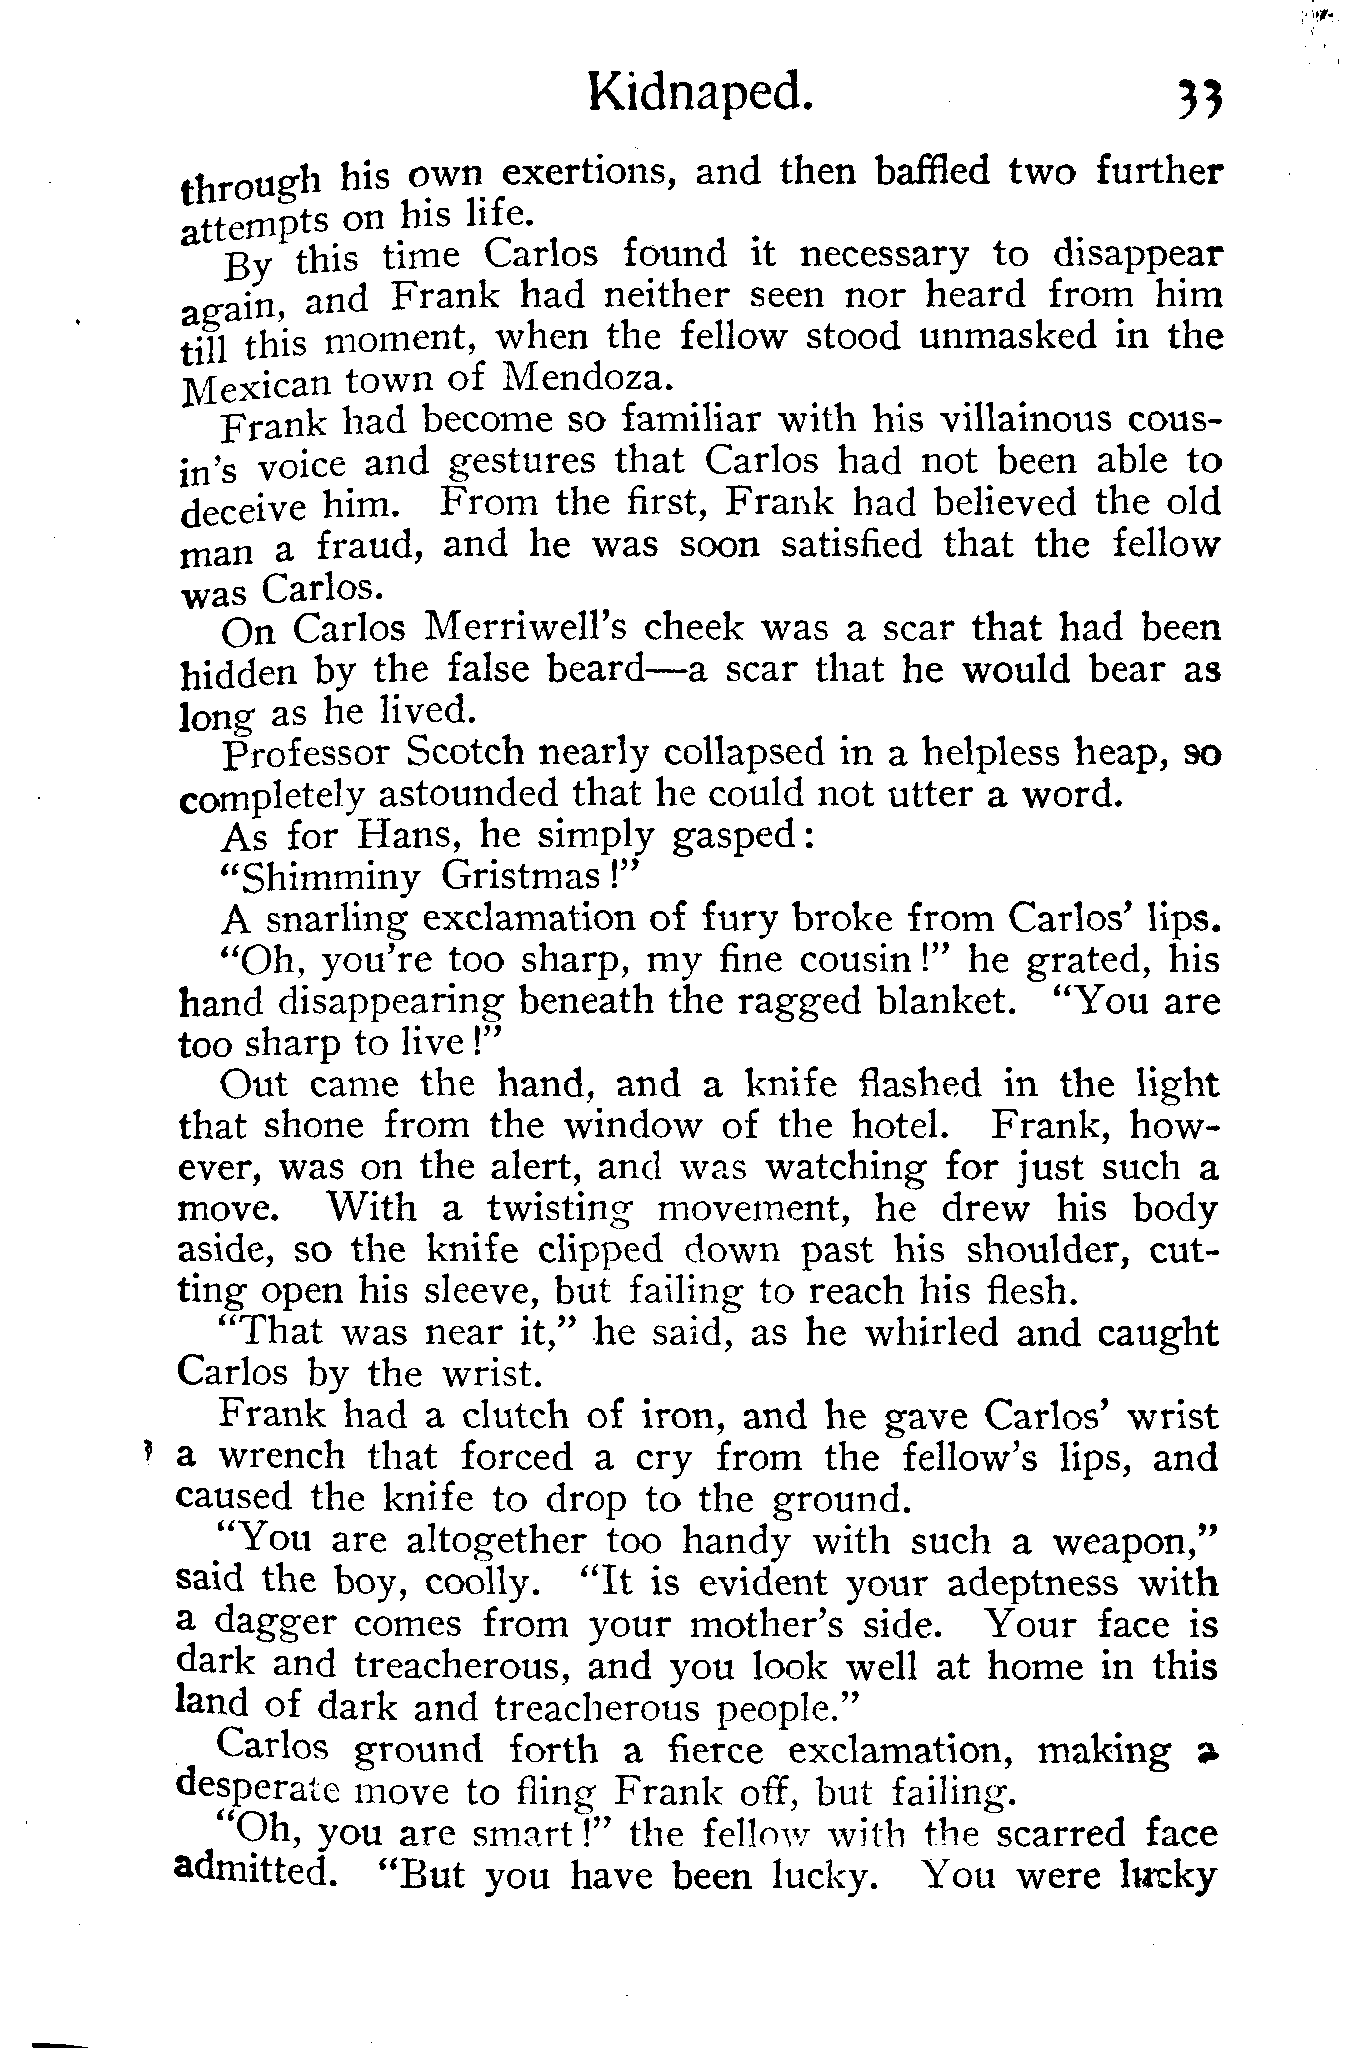 Kidnaped. 33
through his own exertions, and then baffled two further
attempts on his life.
By this time Carlos found it necessary to disappear
again, and Frank had neither seen nor heard from him
till this moment, when the fellow stood unmasked in the
Mexican town of Mendoza.
Frank had become so familiar with his villainous cous-
in's voice and gestures that Carlos had not been able to
deceive him. From the first, Frank had believed the old
man a fraud, and he was soon satisfied that the fellow
was Carlos.
On Carlos Merriwell's cheek was a scar that had been
hidden by the false beard—a scar that he would bear as
long as he lived.
Professor Scotch nearly collapsed in a helpless heap, so
completely astounded that he could not utter a word.
As for Hans, he simply gasped:
"Shimminy Gristmas!"
A snarling exclamation of fury broke from Carlos' lips.
"Oh, you're too sharp, my fine cousin!" he grated, his
hand disappearing beneath the ragged blanket. "You are
too sharp to live!"
Out came the hand, and a knife flashed in the light
that shone from the window of the hotel. Frank, how-
ever, was on the alert, and was watching for just such a
move. With a twisting movement, he drew his body
aside, so the knife clipped down past his shoulder, cut-
ting open his sleeve, but failing to reach his flesh.
"That was near it," he said, as he whirled and caught
Carlos by the wrist.
Frank had a clutch of iron, and he gave Carlos' wrist
a wrench that forced a cry from the fellow's lips, and
caused the knife to drop to the ground.
"You are altogether too handy with such a weapon,"
said the boy, coolly. "It is evident your adeptness with
a dagger comes from your mother's side. Your face is
dark and treacherous, and you look well at home in this
land of dark and treacherous people."
Carlos ground forth a fierce exclamation, making a
desperate move to fling Frank off, but failing.
"Oh, you are smart!" the fellow with the scarred face
admitted. "But you have been lucky. You were lucky